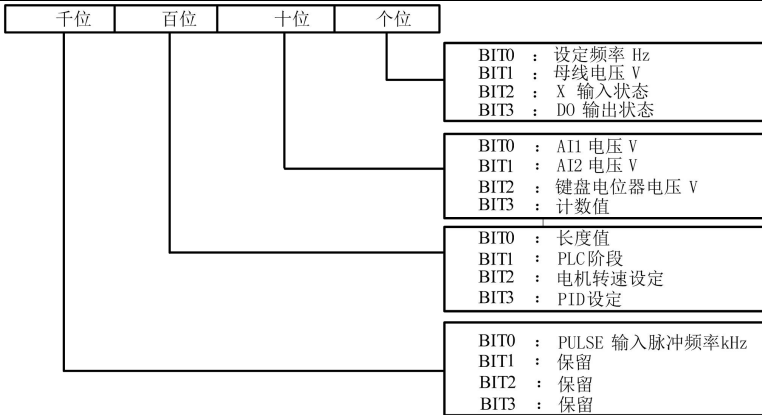 千位 百位 十位 个位
BIT0 : 设定频率 Hz
BIT1 : 母线电压 V
BIT2 : X 输入状态
BIT3 : DO 输出状态
BIT0 : AI1 电压 V
BIT1 : AI2 电压 V
BIT2 : 键盘电位器电压 V
BIT3 : 计数值
BIT0 : 长度值
BIT1 : PLC阶段
BIT2 : 电机转速设定
BIT3 : PID设定
BIT0 : PULSE 输入脉冲频率kHz
BIT1 : 保留
BIT2 : 保留
BIT3 : 保留